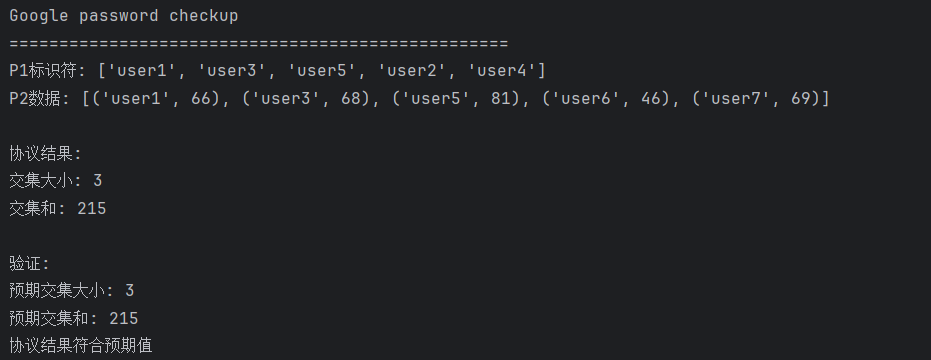 Google password checkup
==================================================
P1标识符: ['user1', 'user3', 'user5', 'user2', 'user4']
P2数据: [('user1', 66), ('user3', 68), ('user5', 81), ('user6', 46), ('user7', 69)]
协议结果:
交集大小: 3
交集和: 215
验证:
预期交集大小: 3
预期交集和: 215
协议结果符合预期值